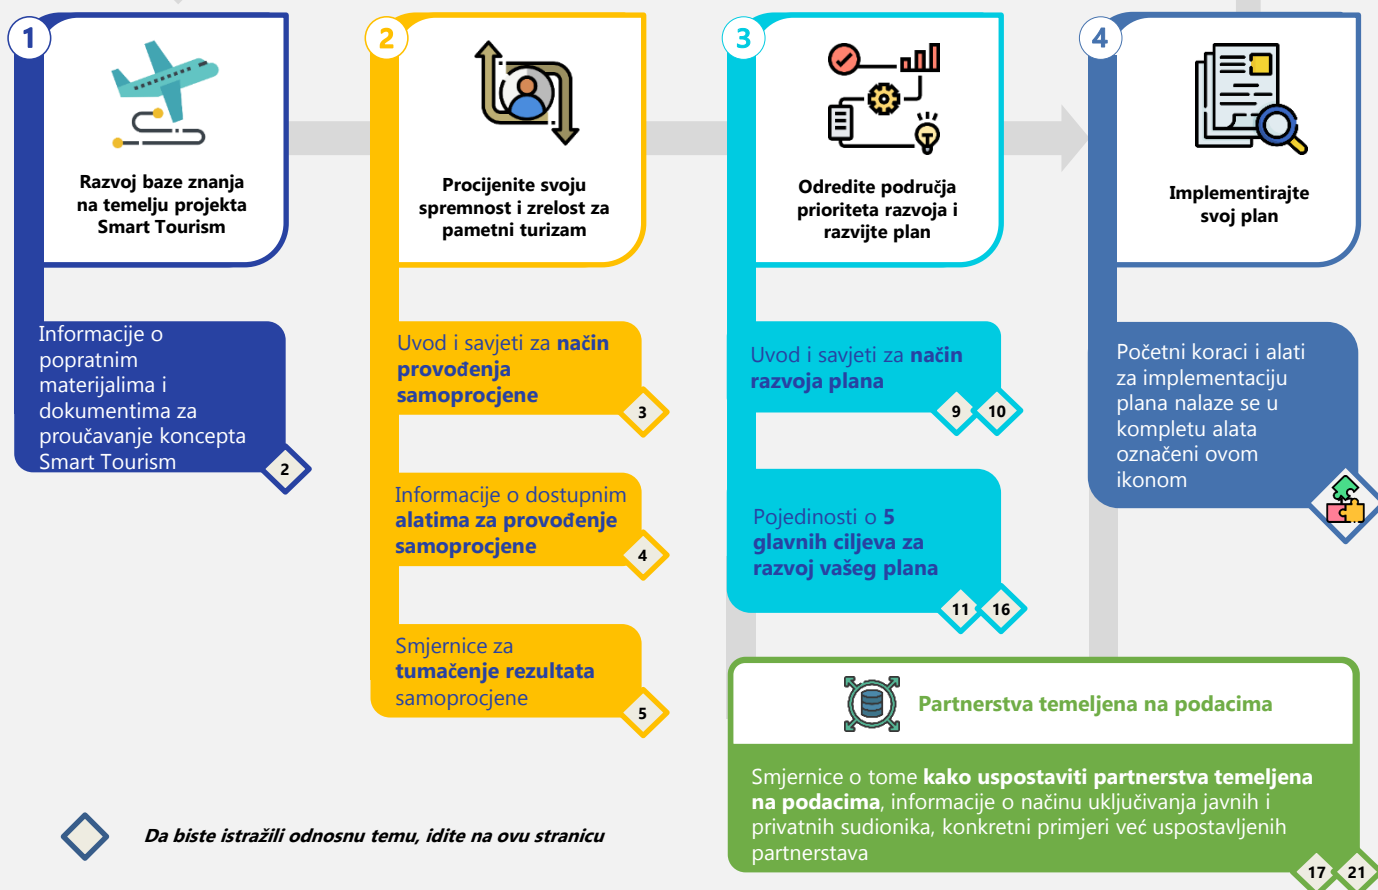 1
Razvoj baze znanja
na temelju projekta
Smart Tourism
Informacije o
popratnim
materijalima i
dokumentima za
proučavanje koncepta
Smart Tourism
2
2
Procijenite svoju
spremnost i zrelost za
pametni turizam
Uvod i savjeti za način
provođenja
samoprocjene
3
Informacije o dostupnim
alatima za provođenje
samoprocjene
4
Smjernice za
tumačenje rezultata
samoprocjene
5
3
Odredite područja
prioriteta razvoja i
razvijte plan
Uvod i savjeti za način
razvoja plana
9 10
Pojedinosti o 5
glavnih ciljeva za
razvoj vašeg plana
11 16
4
Implementirajte
svoj plan
Početni koraci i alati
za implementaciju
plana nalaze se u
kompletu alata
označeni ovom
ikonom
Partnerstva temeljena na podacima
Smjernice o tome kako uspostaviti partnerstva temeljena
na podacima, informacije o načinu uključivanja javnih i
privatnih sudionika, konkretni primjeri već uspostavljenih
partnerstava
17 21
Da biste istražili odnosnu temu, idite na ovu stranicu